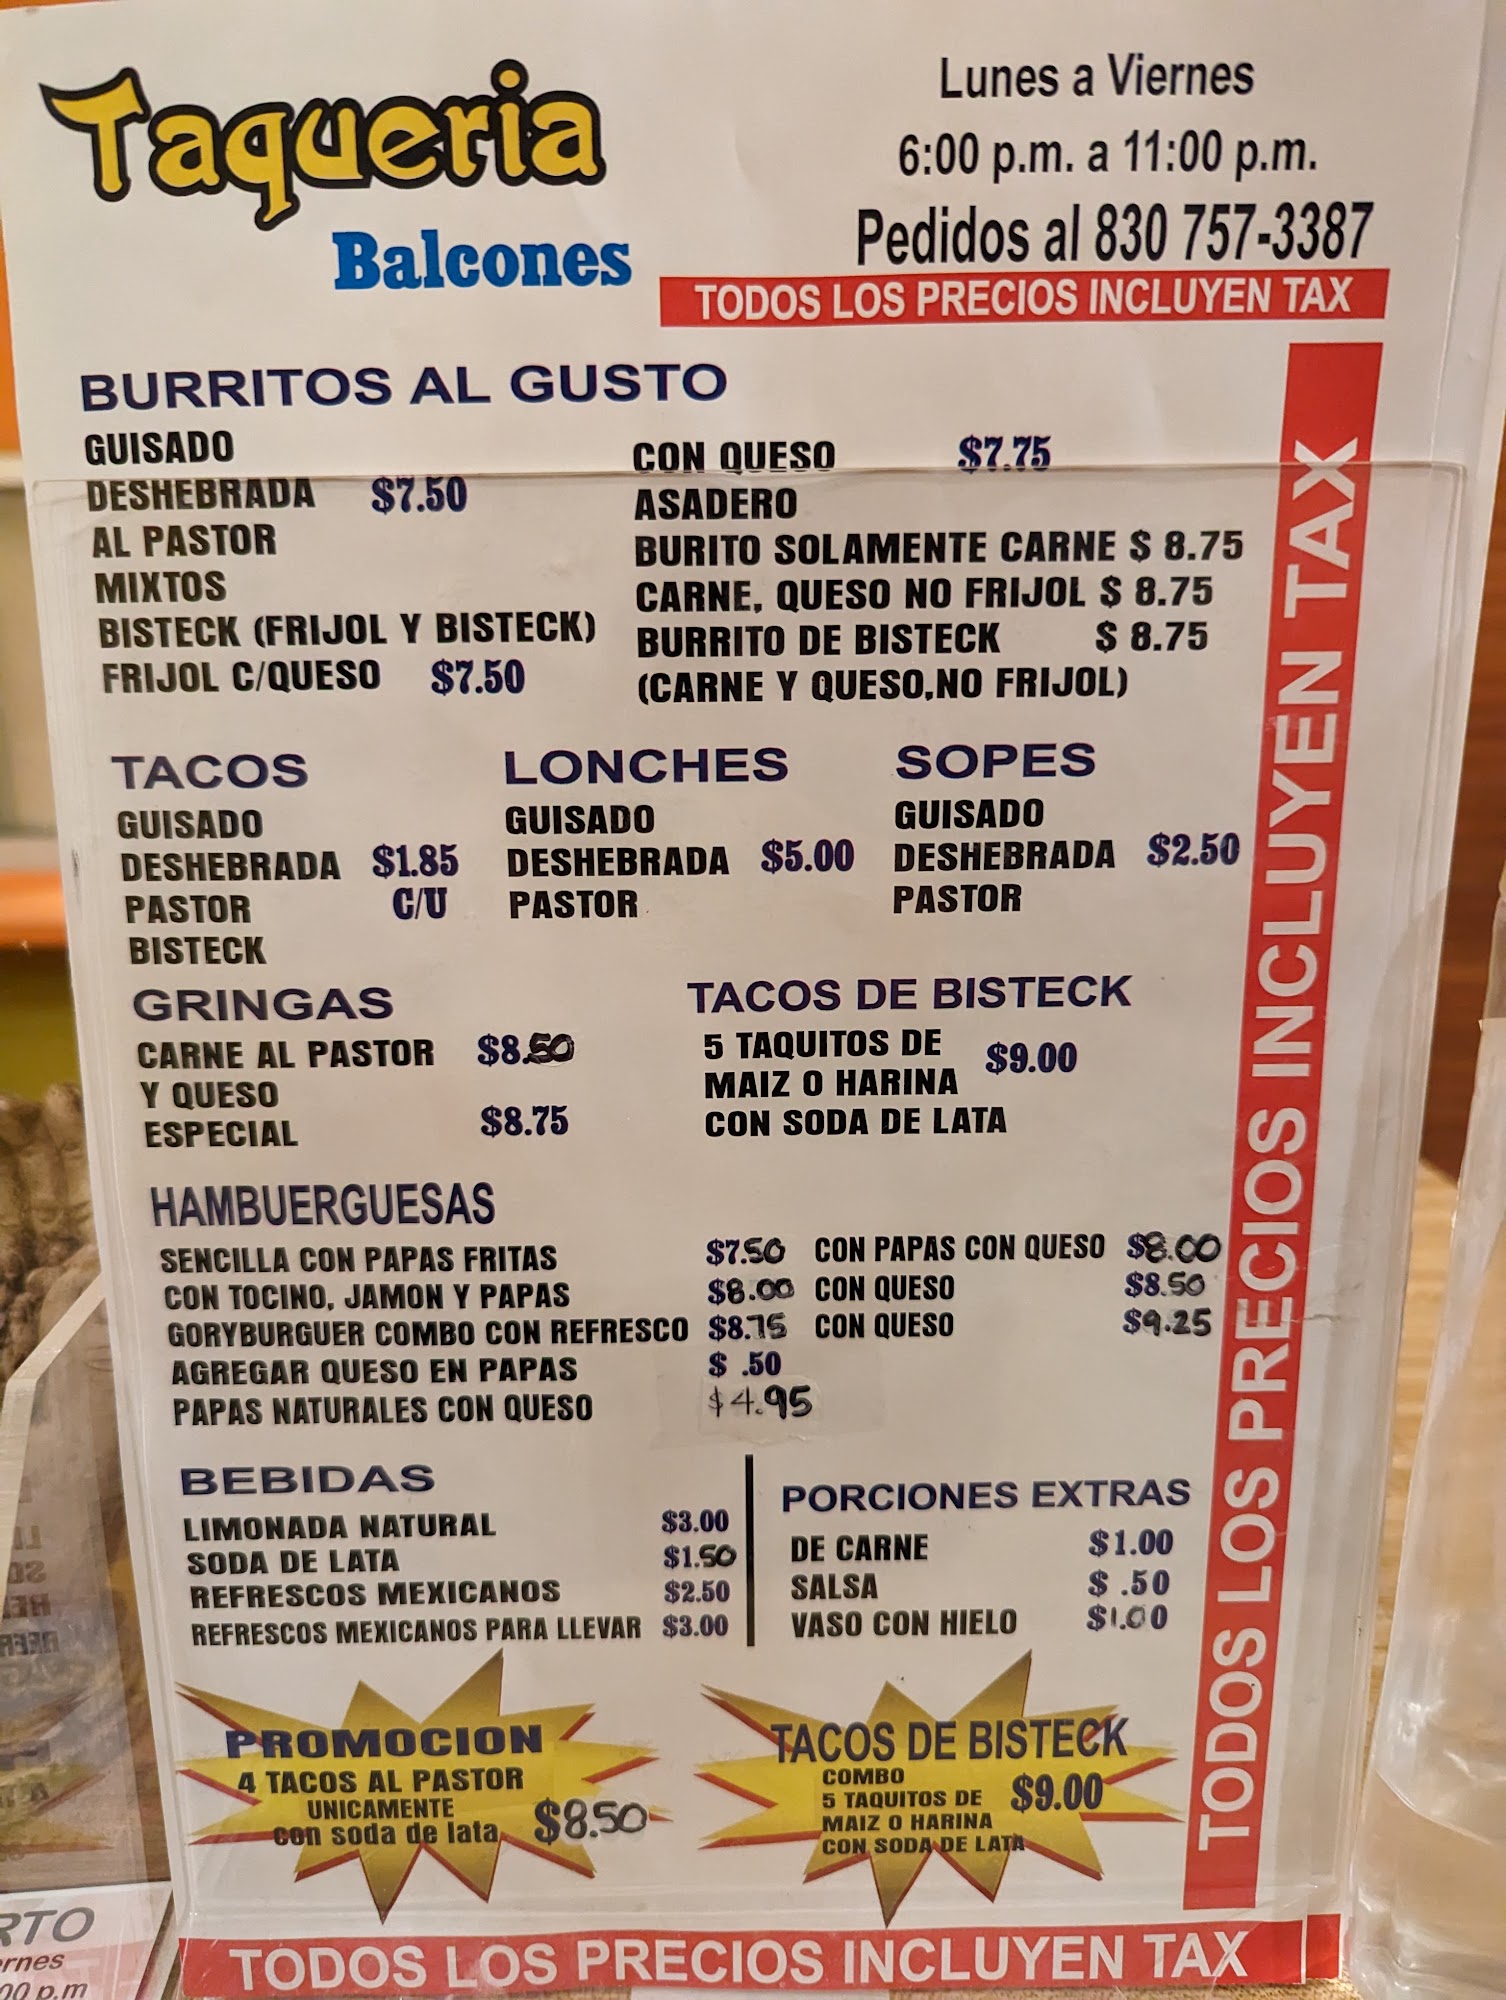 Taqueria
Balcones
Lunes a Viernes
6:00 p.m. a 11:00 p.m.
Pedidos al 830 757-3387
TODOS LOS PRECIOS INCLUYEN TAX
BURRITOS AL GUSTO
GUISADO
DESHEBRADA $7.50
AL PASTOR
MIXTOS
BISTECK (FRIJOL Y BISTECK)
FRIJOL C/QUESO $7.50
CON QUESO $7.75
ASADERO
BURITO SOLAMENTE CARNE $ 8.75
CARNE, QUESO NO FRIJOL $ 8.75
BURRITO DE BISTECK $ 8.75
(CARNE Y QUESO,NO FRIJOL)
TACOS
GUISADO
DESHEBRADA $1.85
PASTOR C/U
BISTECK
LONCHES
GUISADO
DESHEBRADA $5.00
PASTOR
SOPES
GUISADO
DESHEBRADA $2.50
PASTOR
GRINGAS
CARNE AL PASTOR $8.50
Y QUESO
ESPECIAL $8.75
TACOS DE BISTECK
5 TAQUITOS DE $9.00
MAIZ O HARINA
CON SODA DE LATA
HAMBUERGUESAS
SENCILLA CON PAPAS FRITAS $7.50 CON PAPAS CON QUESO $8.00
CON TOCINO, JAMON Y PAPAS $8.00 CON QUESO $8.50
GORYBURGUER COMBO CON REFRESCO $8.75 CON QUESO $9.25
AGREGAR QUESO EN PAPAS $ .50
PAPAS NATURALES CON QUESO $4.95
BEBIDAS
LIMONADA NATURAL $3.00
SODA DE LATA $1.50
REFRESCOS MEXICANOS $2.50
REFRESCOS MEXICANOS PARA LLEVAR $3.00
PORCIONES EXTRAS
DE CARNE $1.00
SALSA $ .50
VASO CON HIELO $1.00
PROMOCION
4 TACOS AL PASTOR
UNICAMENTE
con soda de lata $8.50
TACOS DE BISTECK
COMBO
5 TAQUITOS DE $9.00
MAIZ O HARINA
CON SODA DE LATA
TODOS LOS PRECIOS INCLUYEN TAX
TODOS LOS PRECIOS INCLUYEN TAX
RTO
ernes
00 p.m